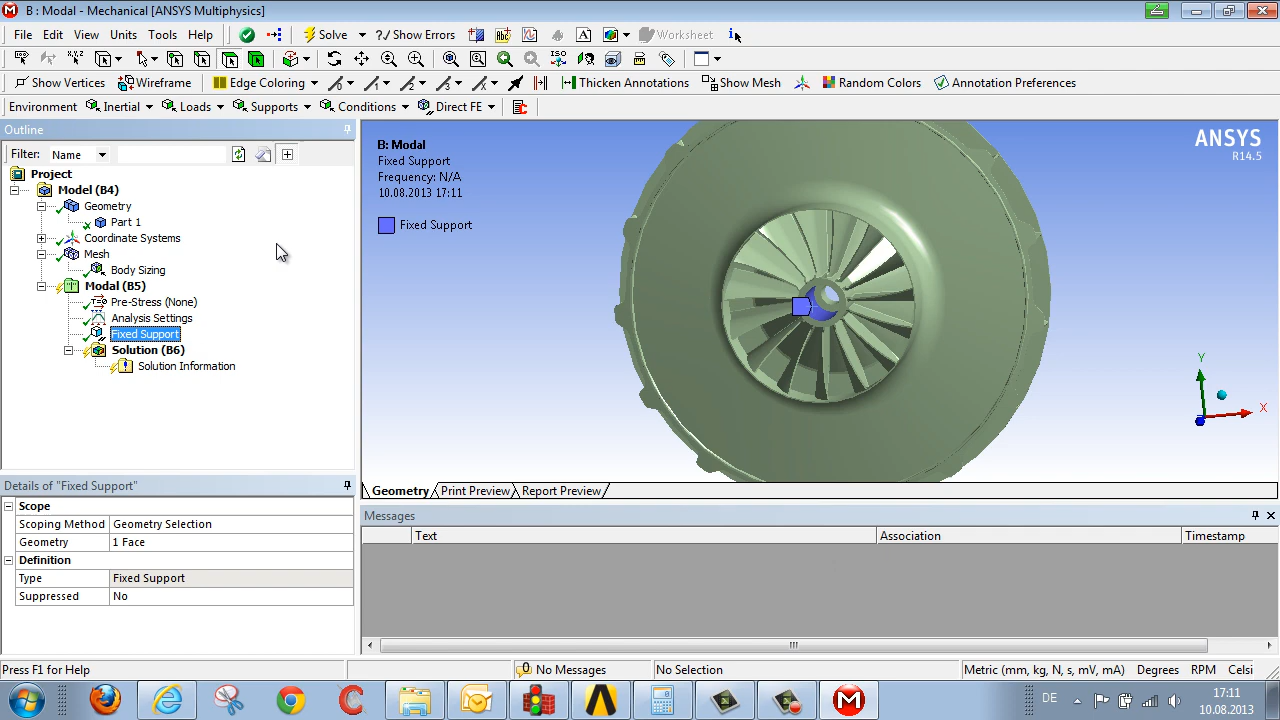 B : Modal - Mechanical [ANSYS Multiphysics]
File Edit View Units Tools Help Solve ?/ Show Errors Worksheet
Show Vertices Wireframe Edge Coloring Thicken Annotations Show Mesh Random Colors Annotation Preferences
Environment Inertial Loads Supports Conditions Direct FE
Outline
Filter: Name
Project
Model (B4)
Geometry
Part 1
Coordinate Systems
Mesh
Body Sizing
Modal (B5)
Pre-Stress (None)
Analysis Settings
Fixed Support
Solution (B6)
Solution Information
Details of "Fixed Support"
Scope
Scoping Method Geometry Selection
Geometry 1 Face
Definition
Type Fixed Support
Suppressed No
B: Modal
Fixed Support
Frequency: N/A
10.08.2013 17:11
Fixed Support
ANSYS
R14.5
Y
X
Geometry Print Preview Report Preview
Messages
Text Association Timestamp
Press F1 for Help 0 No Messages No Selection Metric (mm, kg, N, s, mV, mA) Degrees RPM Celsi
DE 17:11
10.08.2013